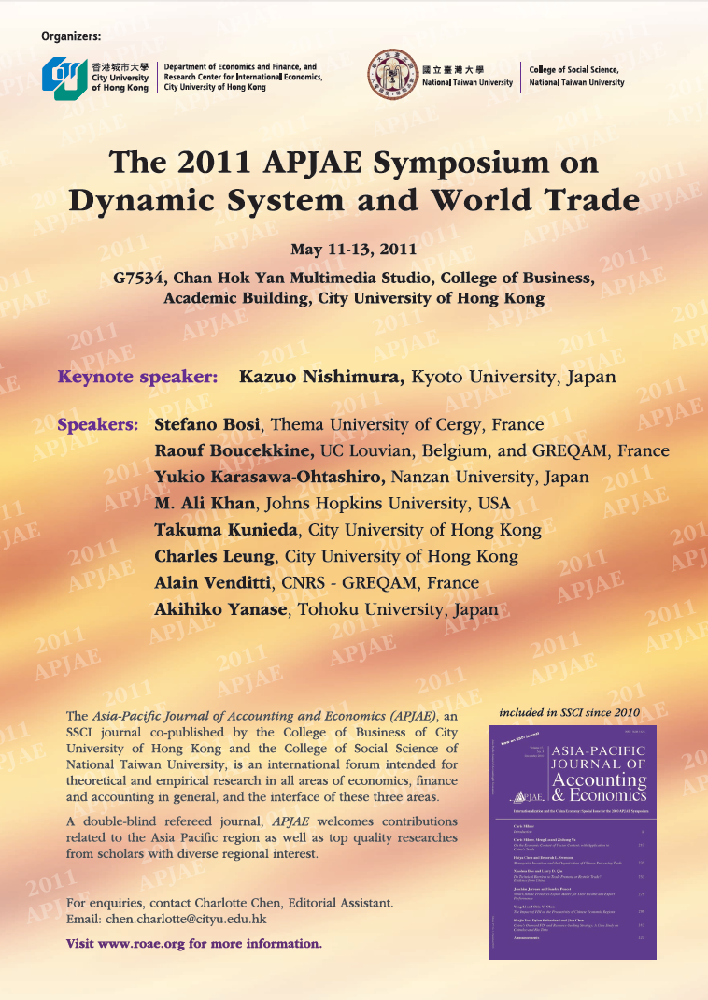 Organizers:
香港城市大學
City University
of Hong Kong
Department of Economics and Finance, and
Research Center for International Economics,
City University of Hong Kong
國立臺灣大學
National Taiwan University
College of Social Science,
National Taiwan University
The 2011 APJAE Symposium on
Dynamic System and World Trade
May 11-13, 2011
G7534, Chan Hok Yan Multimedia Studio, College of Business,
Academic Building, City University of Hong Kong
Keynote speaker: Kazuo Nishimura, Kyoto University, Japan
Speakers: Stefano Bosi, Thema University of Cergy, France
Raouf Boucekkine, UC Louvian, Belgium, and GREQAM, France
Yukio Karasawa-Ohtashiro, Nanzan University, Japan
M. Ali Khan, Johns Hopkins University, USA
Takuma Kunieda, City University of Hong Kong
Charles Leung, City University of Hong Kong
Alain Venditti, CNRS - GREQAM, France
Akihiko Yanase, Tohoku University, Japan
The Asia-Pacific Journal of Accounting and Economics (APJAE), an
SSCI journal co-published by the College of Business of City
University of Hong Kong and the College of Social Science of
National Taiwan University, is an international forum intended for
theoretical and empirical research in all areas of economics, finance
and accounting in general, and the interface of these three areas.
A double-blind refereed journal, APJAE welcomes contributions
related to the Asia Pacific region as well as top quality researches
from scholars with diverse regional interest.
For enquiries, contact Charlotte Chen, Editorial Assistant.
Email: chen.charlotte@cityu.edu.hk
Visit www.roae.org for more information.
included in SSCI since 2010
Now an SSCI Journal
ASIA-PACIFIC
JOURNAL OF
Accounting
& Economics
APJAE
Announcements